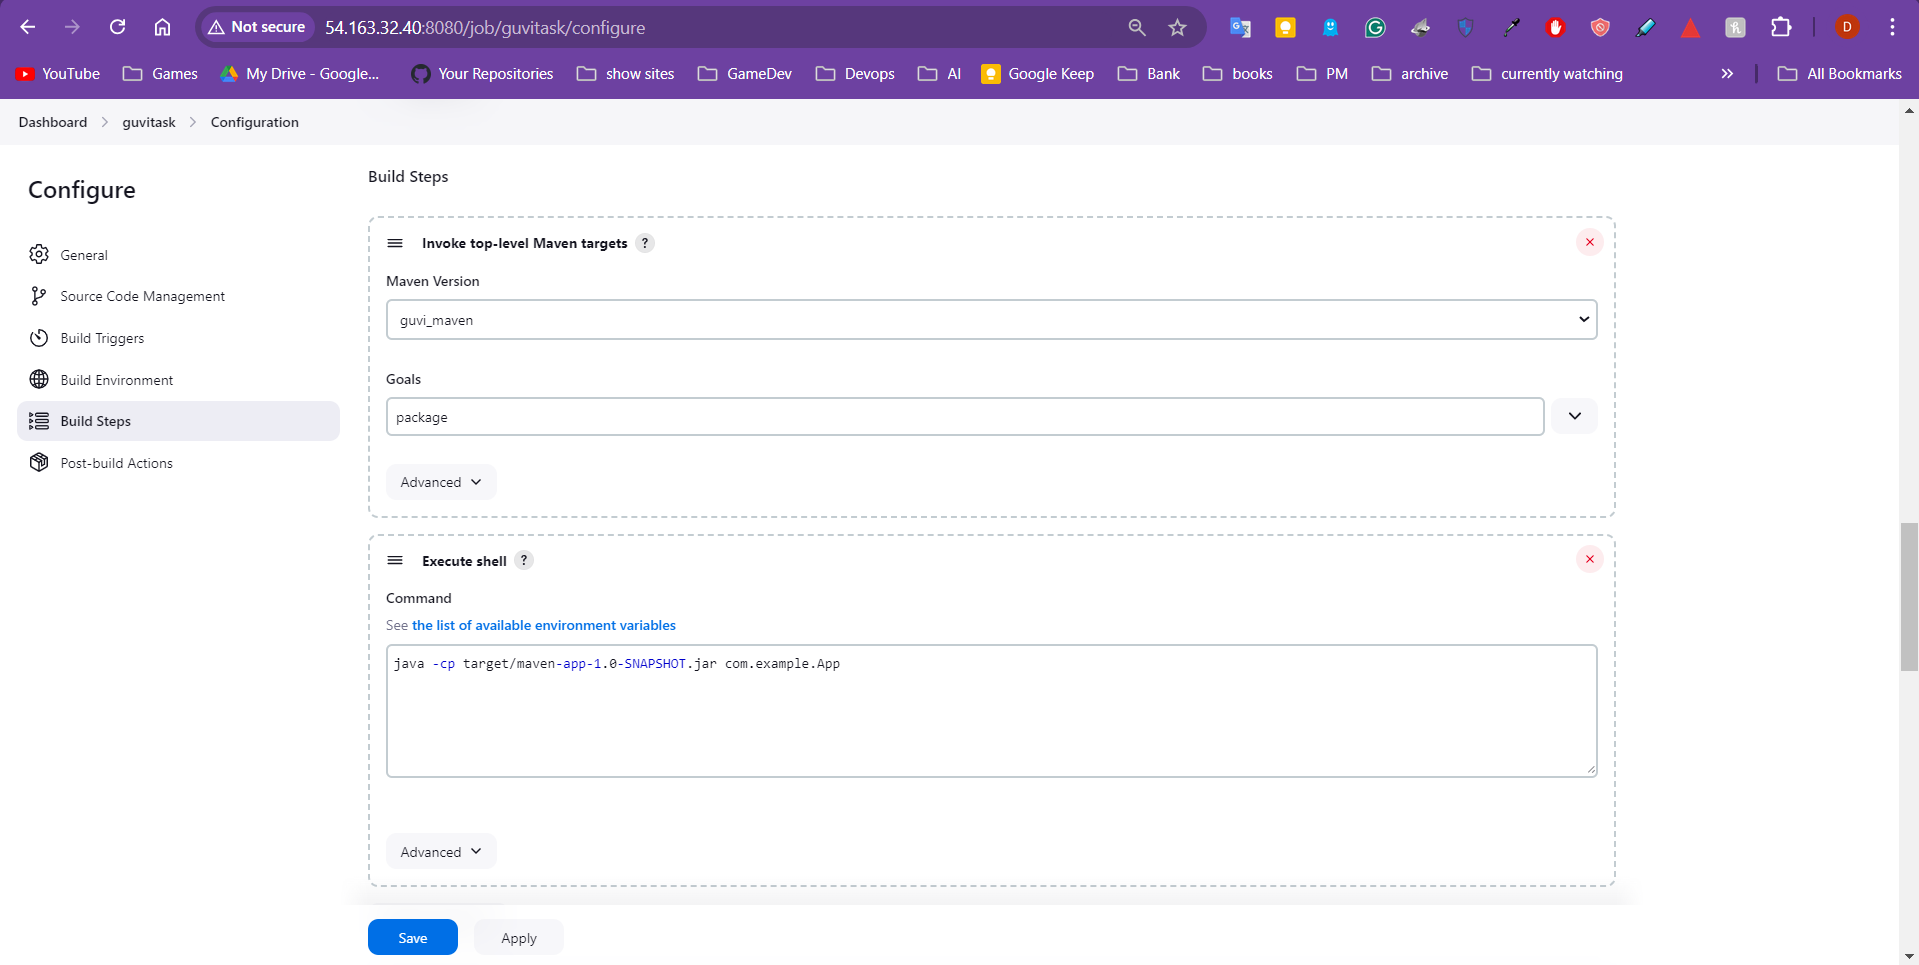 Not secure 54.163.32.40:8080/job/guvitask/configure D
YouTube Games My Drive - Google... Your Repositories show sites GameDev Devops AI Google Keep Bank books PM archive currently watching » All Bookmarks
Dashboard > guvitask > Configuration
Configure
General
Source Code Management
Build Triggers
Build Environment
Build Steps
Post-build Actions
Build Steps
Invoke top-level Maven targets ?
Maven Version
guvi_maven
Goals
package
Advanced
Execute shell ?
Command
See the list of available environment variables
java -cp target/maven-app-1.0-SNAPSHOT.jar com.example.App
Advanced
Save Apply